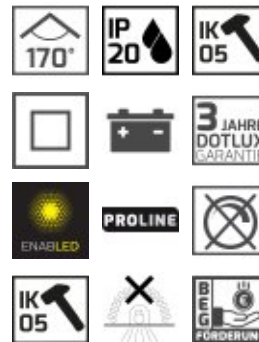 170°
IP
20
IK
05
3 JAHRE
DOTLUX
GARANTIE
ENABLED
PROLINE
IK
05
BEG
FÖRDERUNG